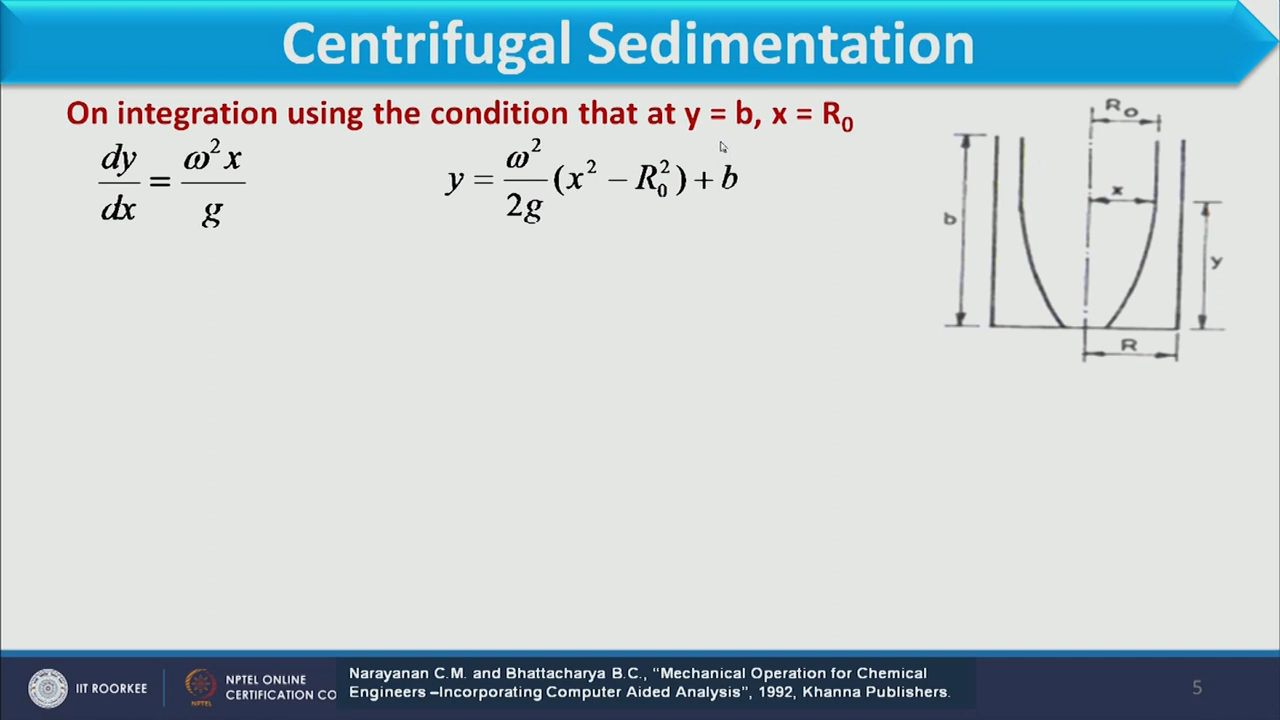 Centrifugal Sedimentation
On integration using the condition that at y = b, x = R₀
dy/dx = ω² x / g
y = ω²/2g (x² − R₀²) + b
R₀
x
b
y
R
IIT ROORKEE
NPTEL ONLINE
CERTIFICATION CO
NPTEL
Narayanan C.M. and Bhattacharya B.C., "Mechanical Operation for Chemical
Engineers –Incorporating Computer Aided Analysis", 1992, Khanna Publishers.
5